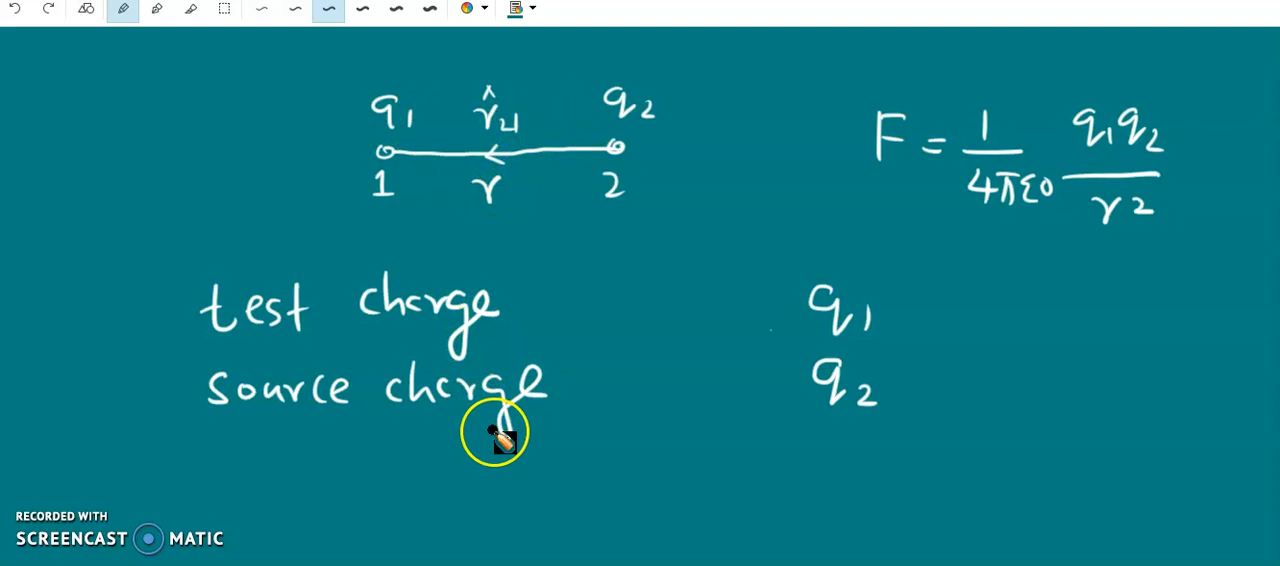 q₁ r̂₂₁ q₂
1 r 2
F = 1/4πε0 q₁q₂/r²
test charge q₁
source charge q₂
RECORDED WITH
SCREENCAST MATIC